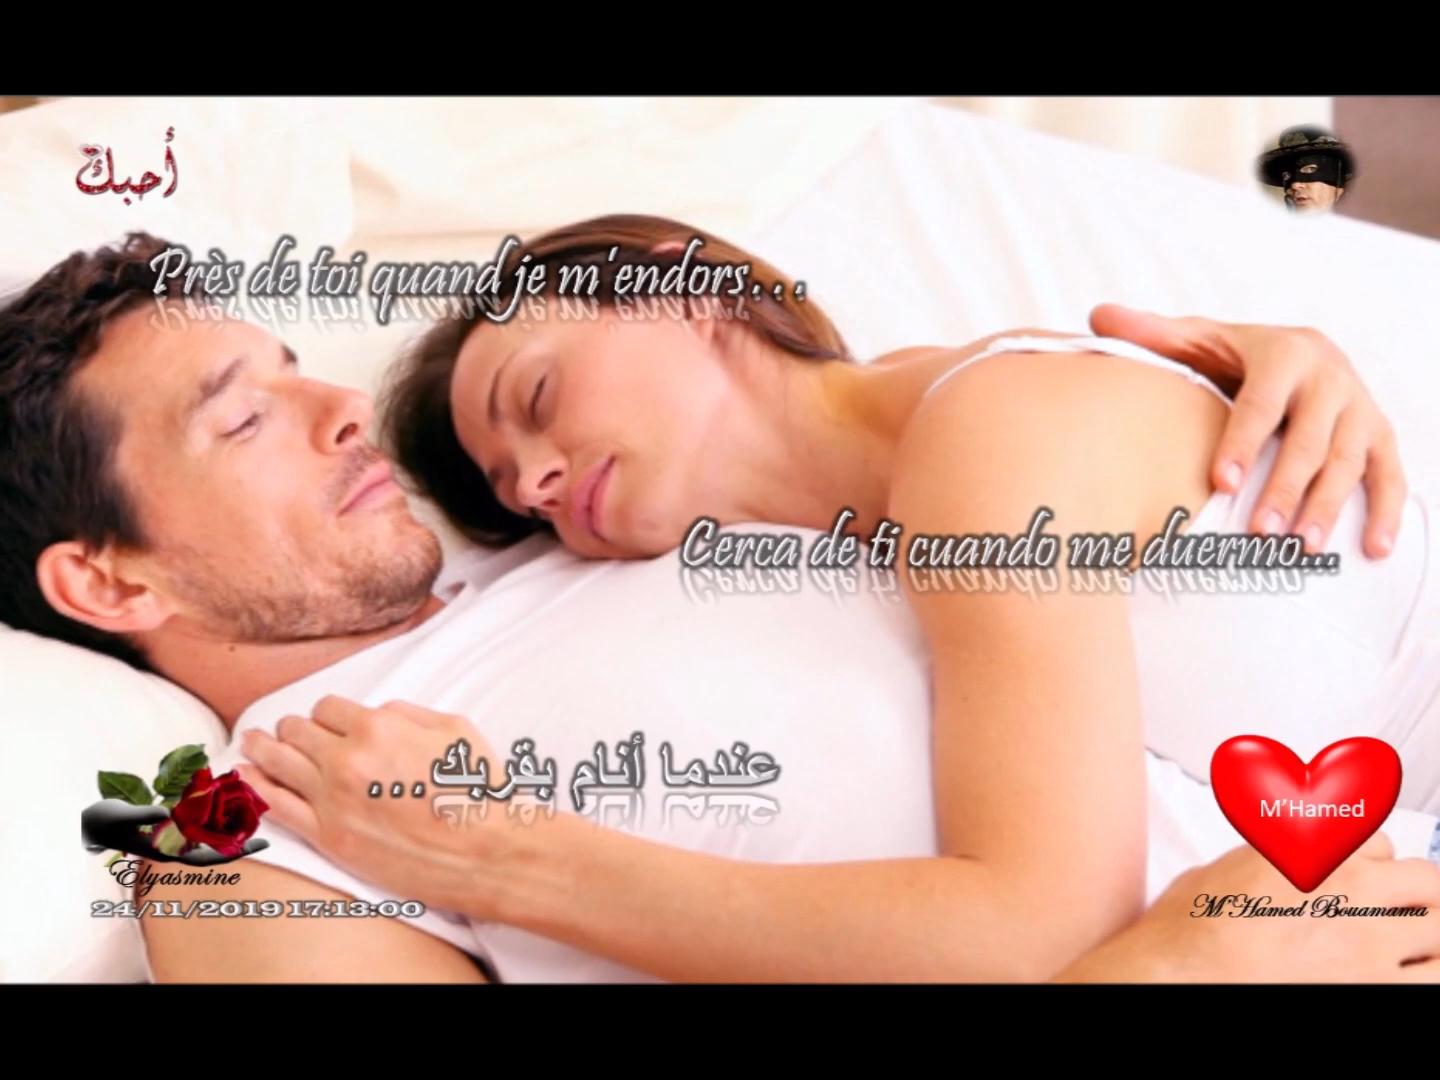 أحبك
Près de toi quand je m'endors...
Cerca de ti cuando me duermo...
عندما أنام بقربك...
M'Hamed
Elyasmine
24/11/2019 17:13:00
M'Hamed Bouamama